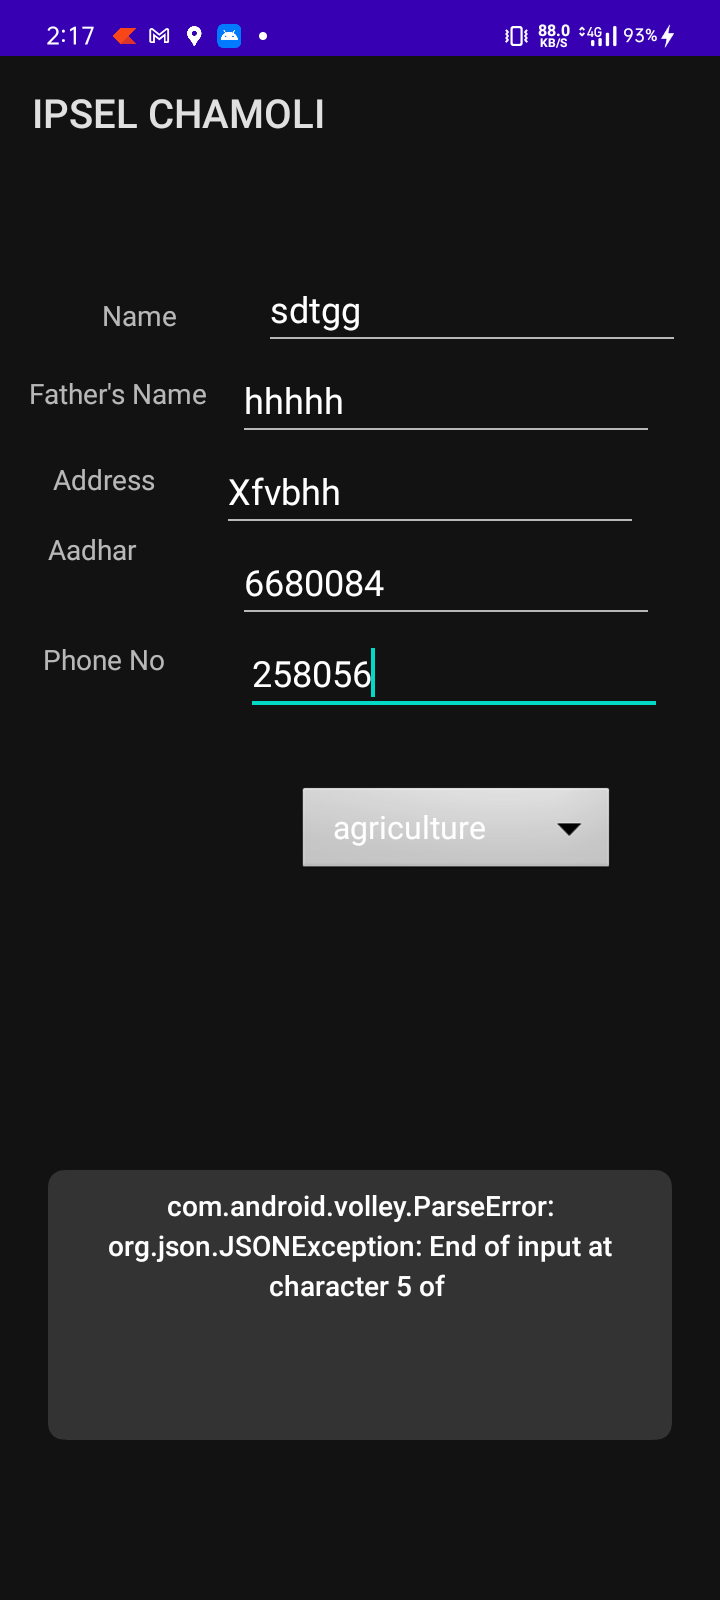 2:17 88.0 KB/S 4G 93%
IPSEL CHAMOLI
Name sdtgg
Father's Name hhhhh
Address Xfvbhh
Aadhar 6680084
Phone No 258056
agriculture
com.android.volley.ParseError:
org.json.JSONException: End of input at
character 5 of